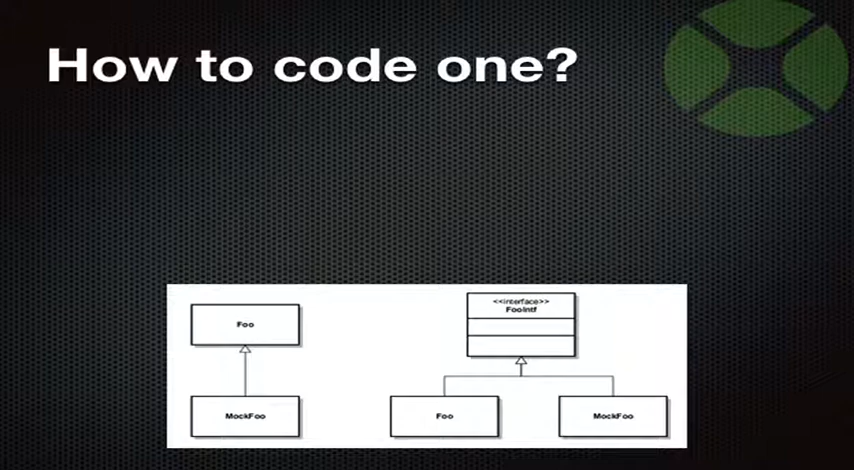 How to code one?
Foo
MockFoo
<<interface>>
FooIntf
Foo
MockFoo